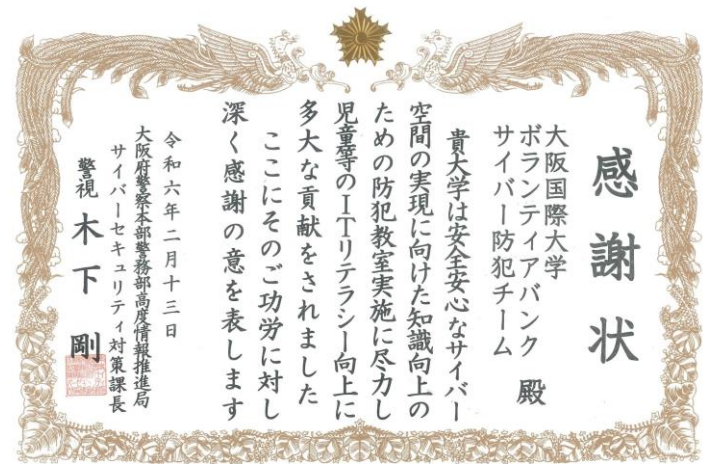 感謝状
大阪国際大学
ボランティアバンク
サイバー防犯チーム
殿
貴大学は安全安心なサイバー
空間の実現に向けた知識向上の
ための防犯教室実施に尽力し
児童等のITリテラシー向上に
多大な貢献をされました
ここにそのご功労に対し
深く感謝の意を表します
令和六年二月十三日
大阪府警察本部警務部高度情報推進局
サイバーセキュリティ対策課長
警視 木下 剛